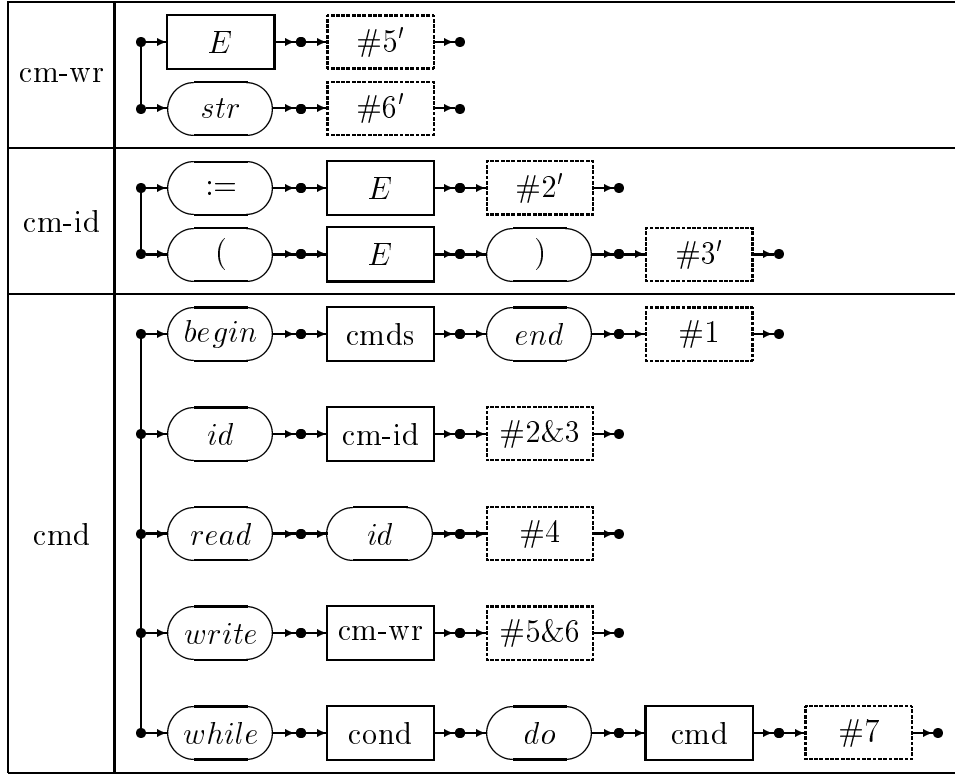 cm-wr
E #5′
str #6′
cm-id
:= E #2′
( E ) #3′
cmd
begin cmds end #1
id cm-id #2&3
read id #4
write cm-wr #5&6
while cond do cmd #7